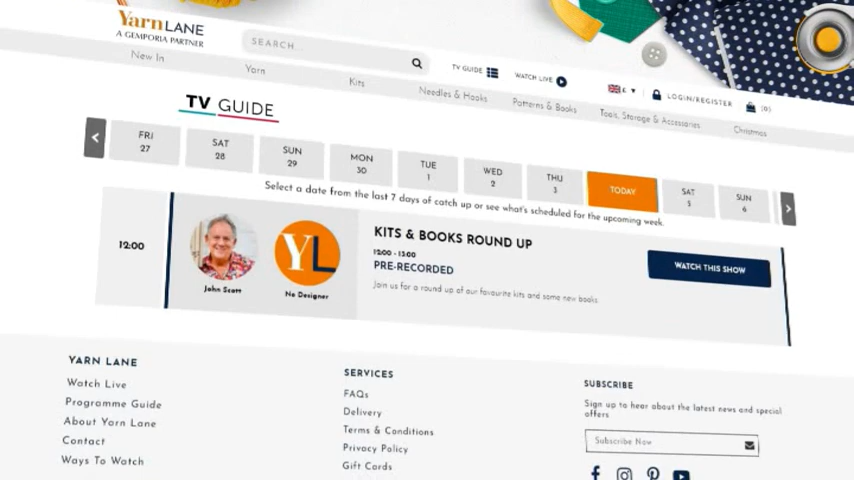 Yarn LANE
A GEMPORIA PARTNER
SEARCH
TV GUIDE
WATCH LIVE
£
LOGIN/REGISTER
(0)
New In
Yarn
Kits
Needles & Hooks
Patterns & Books
Tools, Storage & Accessories
Christmas
TV GUIDE
FRI
27
SAT
28
SUN
29
MON
30
TUE
1
WED
2
THU
3
TODAY
SAT
5
SUN
6
Select a date from the last 7 days of catch up or see what's scheduled for the upcoming week.
12:00
John Scott
YL
No Designer
KITS & BOOKS ROUND UP
12:00 - 13:00
PRE-RECORDED
Join us for a round up of our favourite kits and some new books.
WATCH THIS SHOW
YARN LANE
Watch Live
Programme Guide
About Yarn Lane
Contact
Ways To Watch
SERVICES
FAQs
Delivery
Terms & Conditions
Privacy Policy
Gift Cards
SUBSCRIBE
Sign up to hear about the latest news and special
offers
Subscribe Now